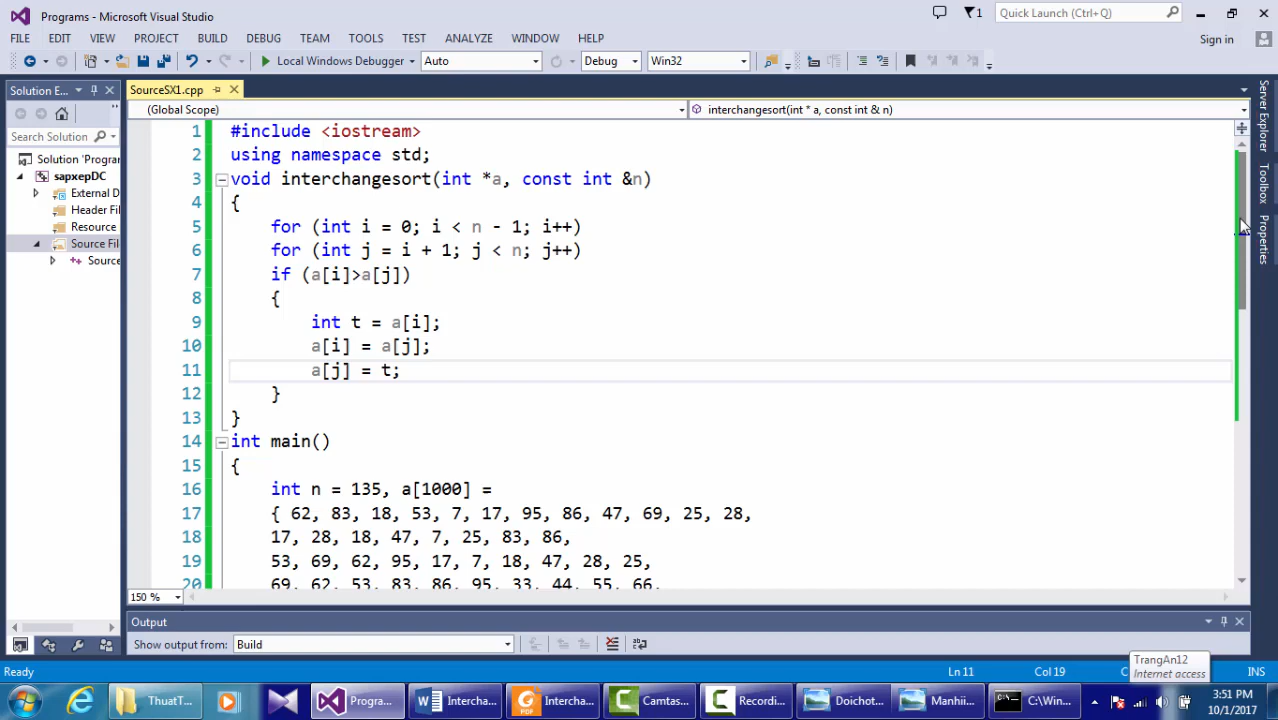 Programs - Microsoft Visual Studio
1
Quick Launch (Ctrl+Q)
FILE EDIT VIEW PROJECT BUILD DEBUG TEAM TOOLS TEST ANALYZE WINDOW HELP
Sign in
Local Windows Debugger Auto Debug Win32
Solution E...
SourceSX1.cpp
(Global Scope)
interchangesort(int * a, const int & n)
Search Solution
Solution 'Progra
sapxepDC
External D
Header Fil
Resource
Source Fil
Source
1 #include <iostream>
2 using namespace std;
3 void interchangesort(int *a, const int &n)
4 {
5 for (int i = 0; i < n - 1; i++)
6 for (int j = i + 1; j < n; j++)
7 if (a[i]>a[j])
8 {
9 int t = a[i];
10 a[i] = a[j];
11 a[j] = t;
12 }
13 }
14 int main()
15 {
16 int n = 135, a[1000] =
17 { 62, 83, 18, 53, 7, 17, 95, 86, 47, 69, 25, 28,
18 17, 28, 18, 47, 7, 25, 83, 86,
19 53, 69, 62, 95, 17, 7, 18, 47, 28, 25,
20 69, 62, 53, 83, 86, 95, 33, 44, 55, 66,
150 %
Server Explorer
Toolbox
Properties
Output
Show output from: Build
TrangAn12
Internet access
Ready
Ln 11 Col 19 C INS
ThuatT...
Progra...
Intercha...
Intercha...
Camtas...
Recordi...
Doichot...
Manhii...
C:\Win...
3:51 PM
10/1/2017